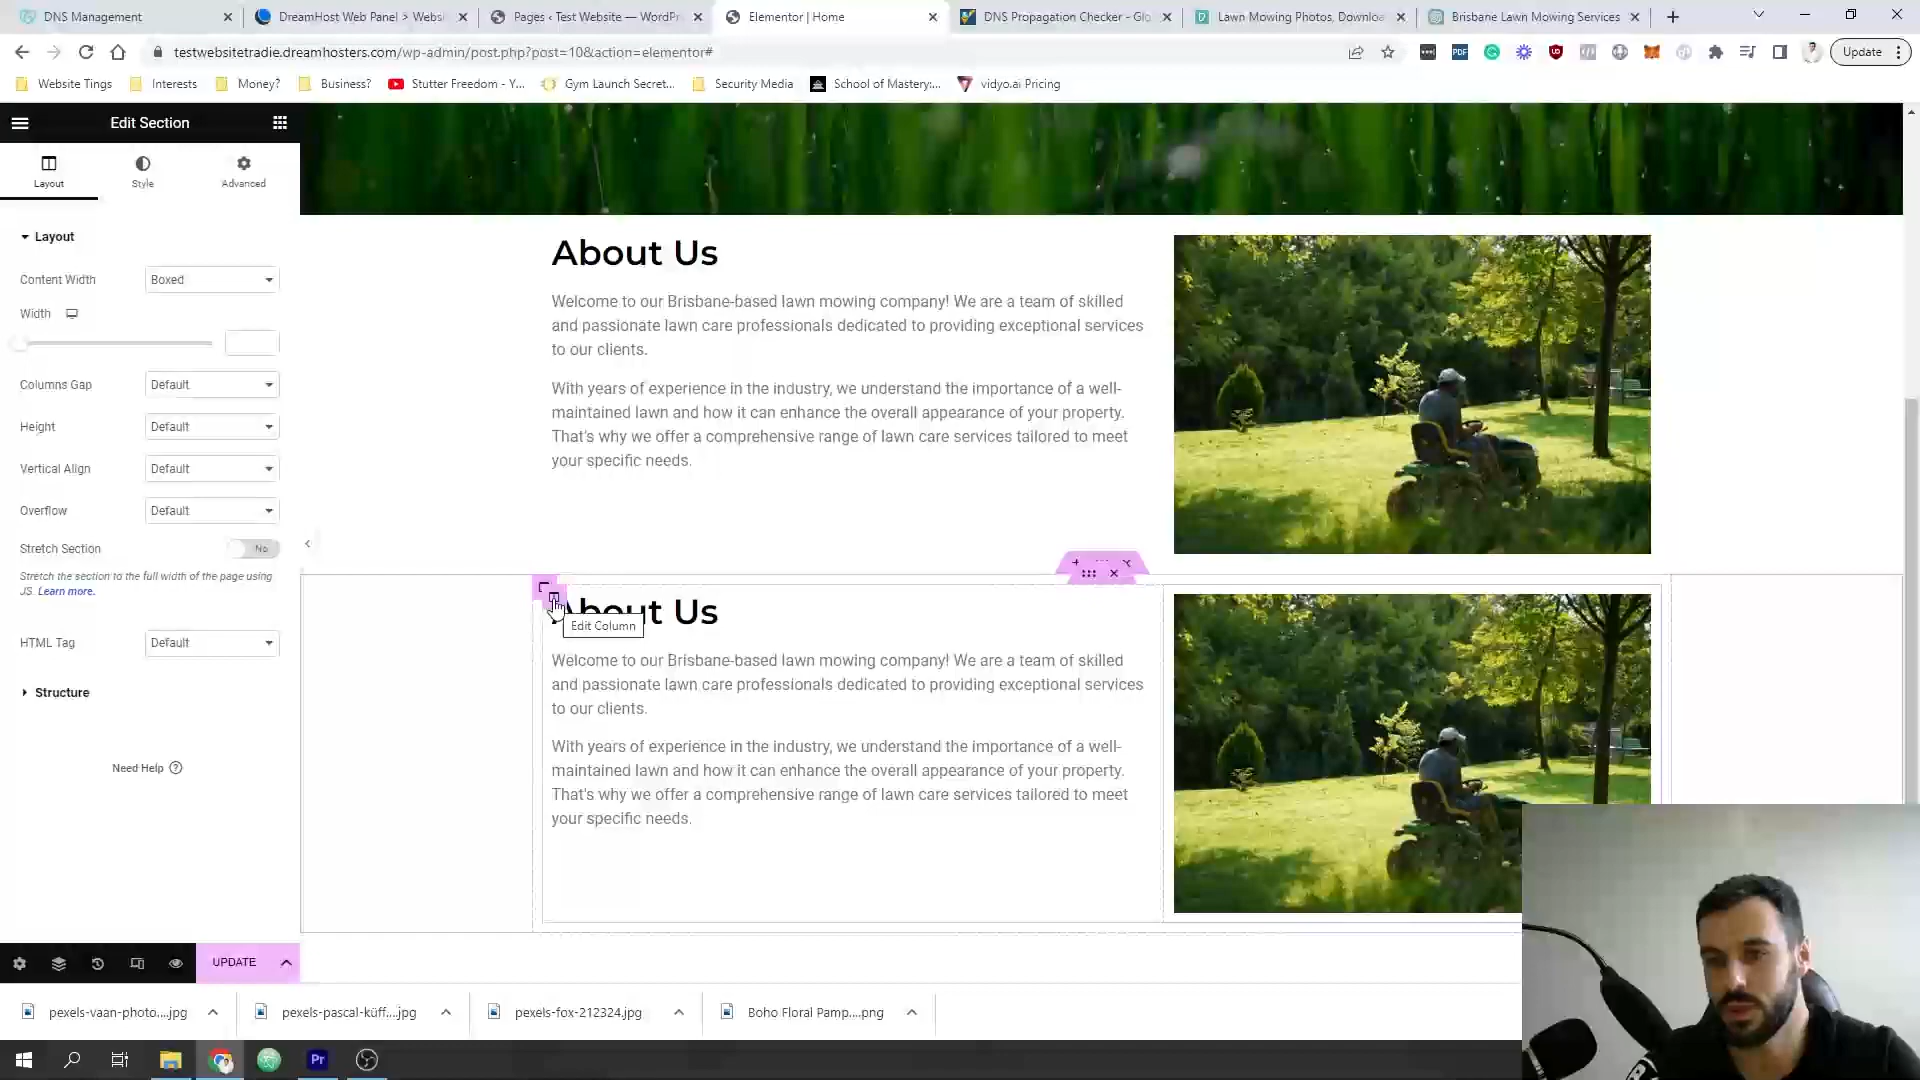 DNS Management
DreamHost Web Panel > Websi
Pages ‹ Test Website — WordPr
Elementor | Home
DNS Propagation Checker - Glo
Lawn Mowing Photos, Downloa
Brisbane Lawn Mowing Services
testwebsitetradie.dreamhosters.com/wp-admin/post.php?post=10&action=elementor#
PDF
Update
Website Tings
Interests
Money?
Business?
Stutter Freedom - Y...
Gym Launch Secret...
Security Media
School of Mastery:...
vidyo.ai Pricing
Edit Section
Layout
Style
Advanced
Layout
Content Width
Boxed
Width
Columns Gap
Default
Height
Default
Vertical Align
Default
Overflow
Default
Stretch Section
No
Stretch the section to the full width of the page using
JS. Learn more.
HTML Tag
Default
Structure
Need Help
UPDATE
About Us
Welcome to our Brisbane-based lawn mowing company! We are a team of skilled
and passionate lawn care professionals dedicated to providing exceptional services
to our clients.
With years of experience in the industry, we understand the importance of a well-
maintained lawn and how it can enhance the overall appearance of your property.
That's why we offer a comprehensive range of lawn care services tailored to meet
your specific needs.
About Us
Edit Column
Welcome to our Brisbane-based lawn mowing company! We are a team of skilled
and passionate lawn care professionals dedicated to providing exceptional services
to our clients.
With years of experience in the industry, we understand the importance of a well-
maintained lawn and how it can enhance the overall appearance of your property.
That's why we offer a comprehensive range of lawn care services tailored to meet
your specific needs.
pexels-vaan-photo....jpg
pexels-pascal-küff...jpg
pexels-fox-212324.jpg
Boho Floral Pamp....png
Pr